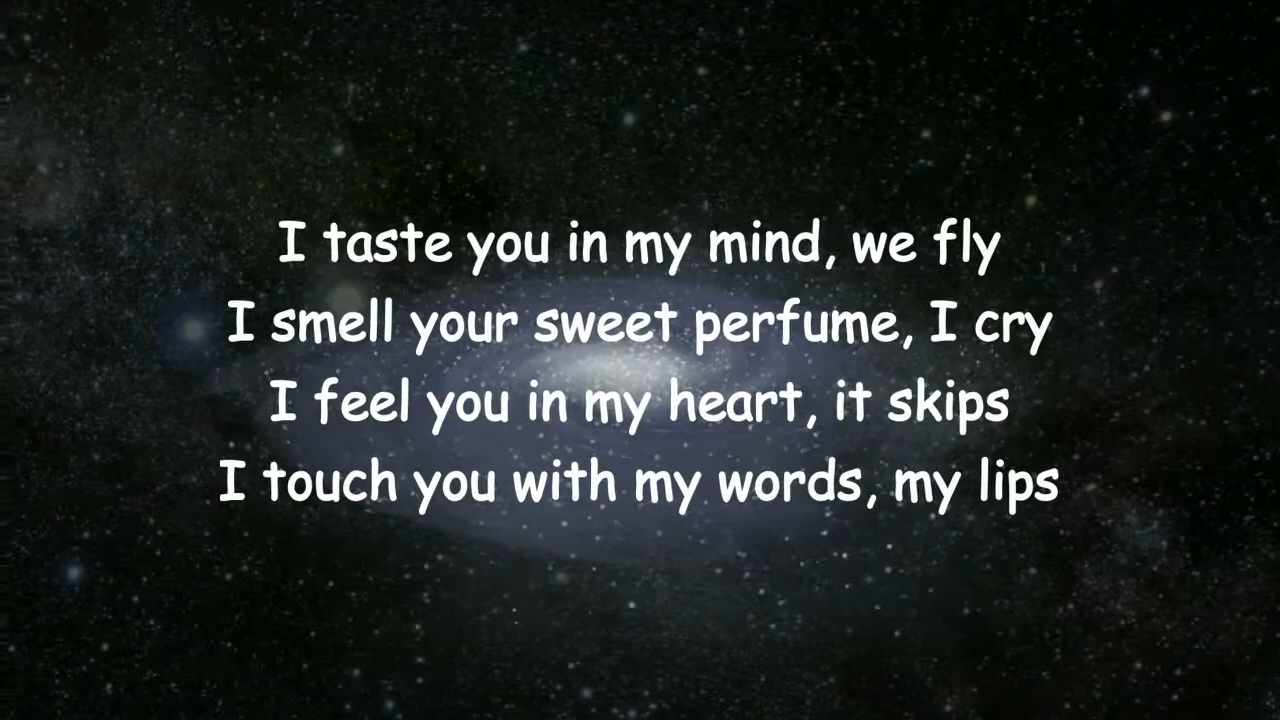 I taste you in my mind, we fly
I smell your sweet perfume, I cry
I feel you in my heart, it skips
I touch you with my words, my lips